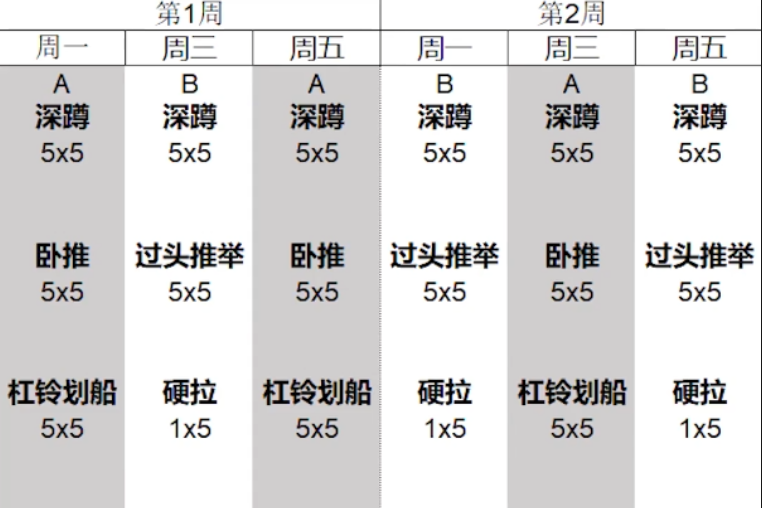 第1周 第2周
周一 周三 周五 周一 周三 周五
A B A B A B
深蹲 深蹲 深蹲 深蹲 深蹲 深蹲
5x5 5x5 5x5 5x5 5x5 5x5
卧推 过头推举 卧推 过头推举 卧推 过头推举
5x5 5x5 5x5 5x5 5x5 5x5
杠铃划船 硬拉 杠铃划船 硬拉 杠铃划船 硬拉
5x5 1x5 5x5 1x5 5x5 1x5